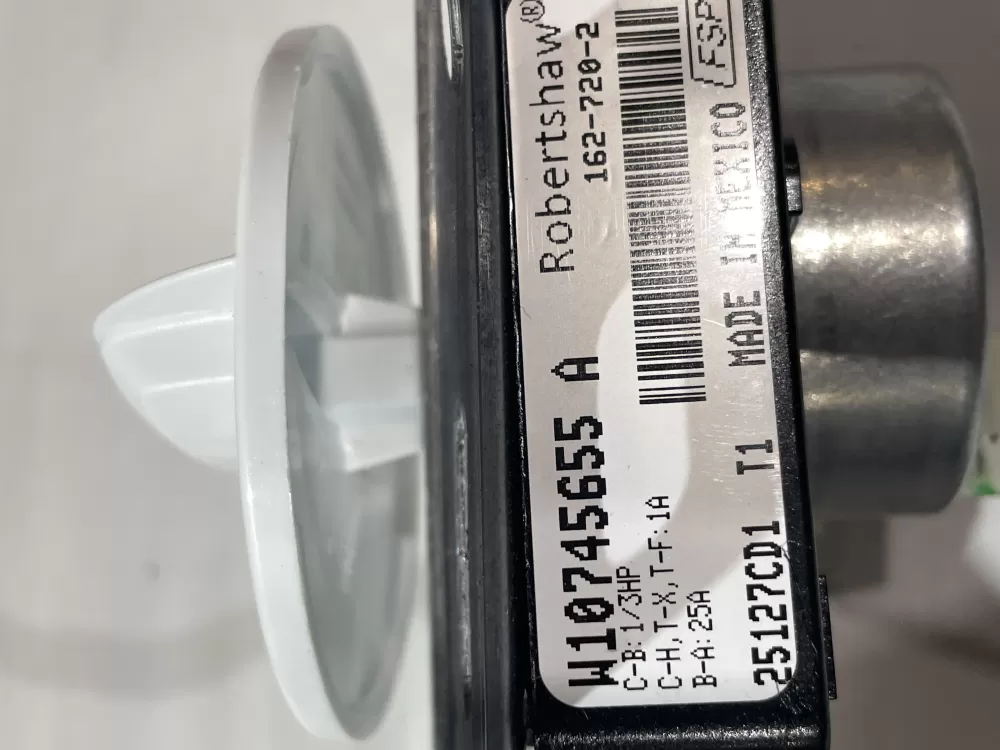 Robertshaw®
162-720-2
FSP
W10745655 A
C-B:1/3HP
C-H,T-X,T-F:1A
B-A:25A
MADE IN MEXICO
25127CD1 T1